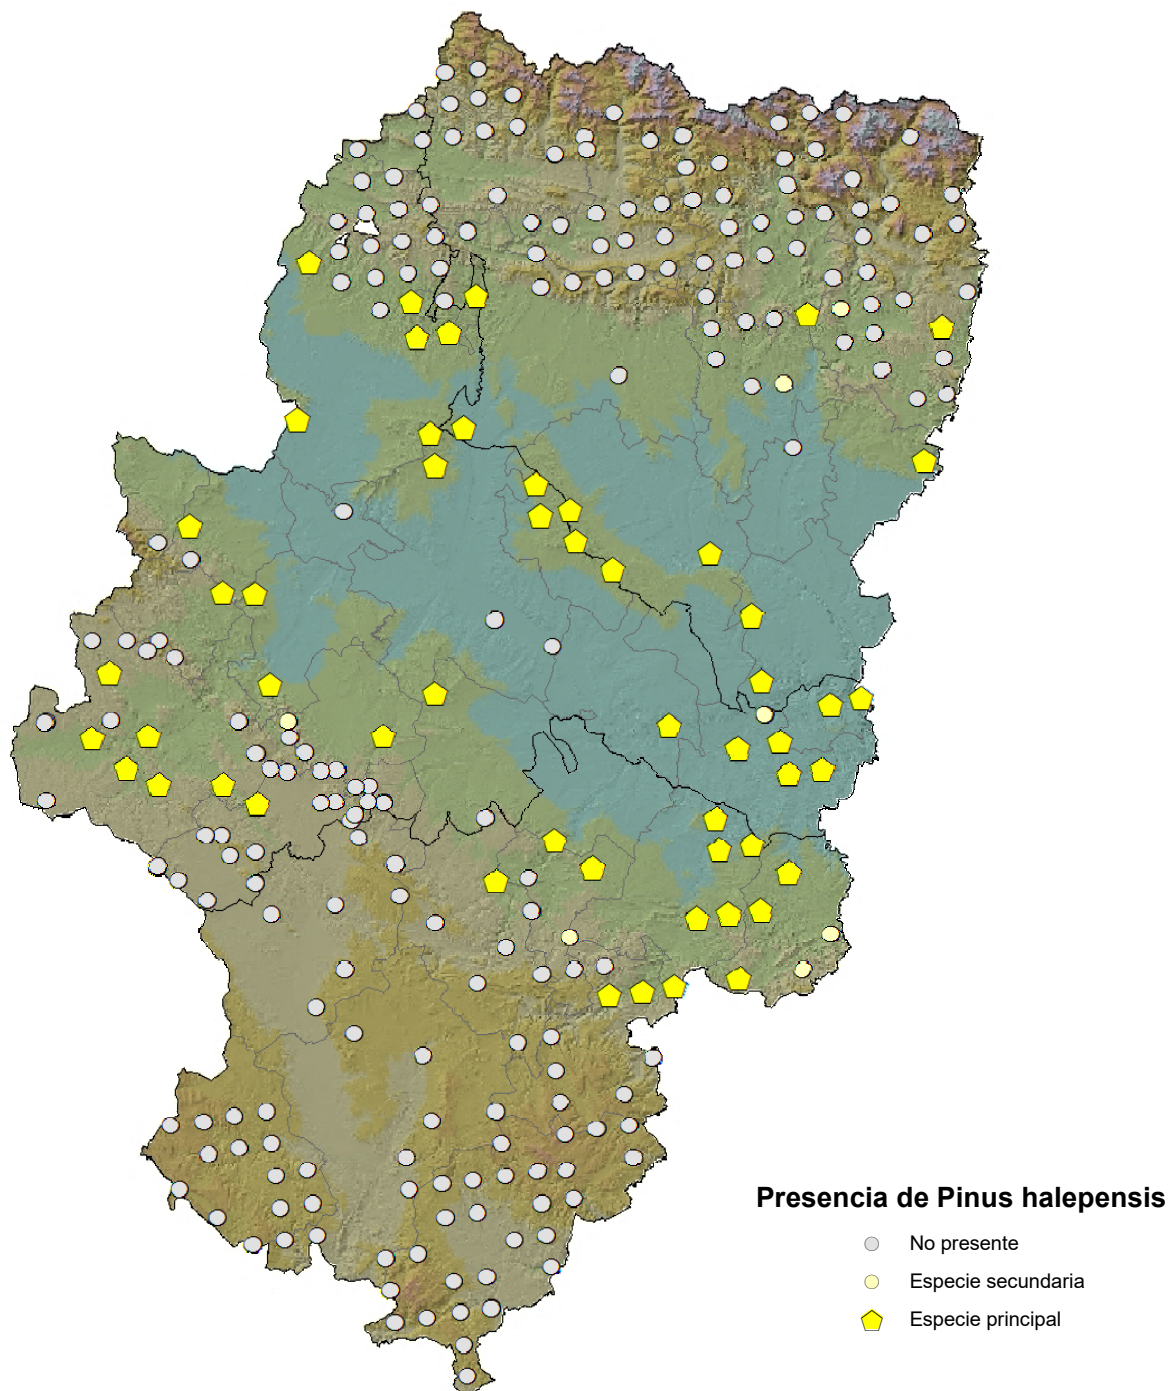 Presencia de Pinus halepensis
No presente
Especie secundaria
Especie principal